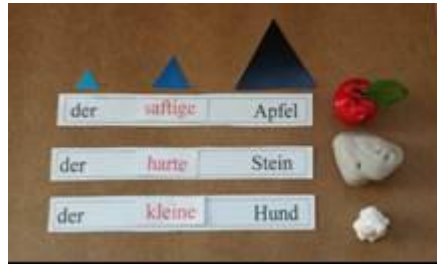 der saftige Apfel
der harte Stein
der kleine Hund